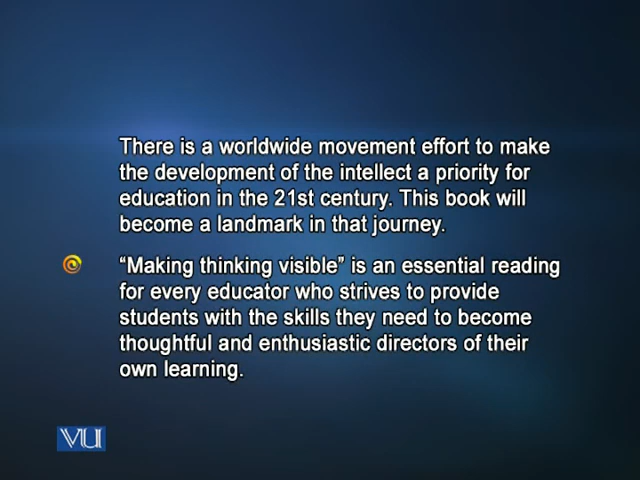 There is a worldwide movement effort to make
the development of the intellect a priority for
education in the 21st century. This book will
become a landmark in that journey.
“Making thinking visible” is an essential reading
for every educator who strives to provide
students with the skills they need to become
thoughtful and enthusiastic directors of their
own learning.
VU